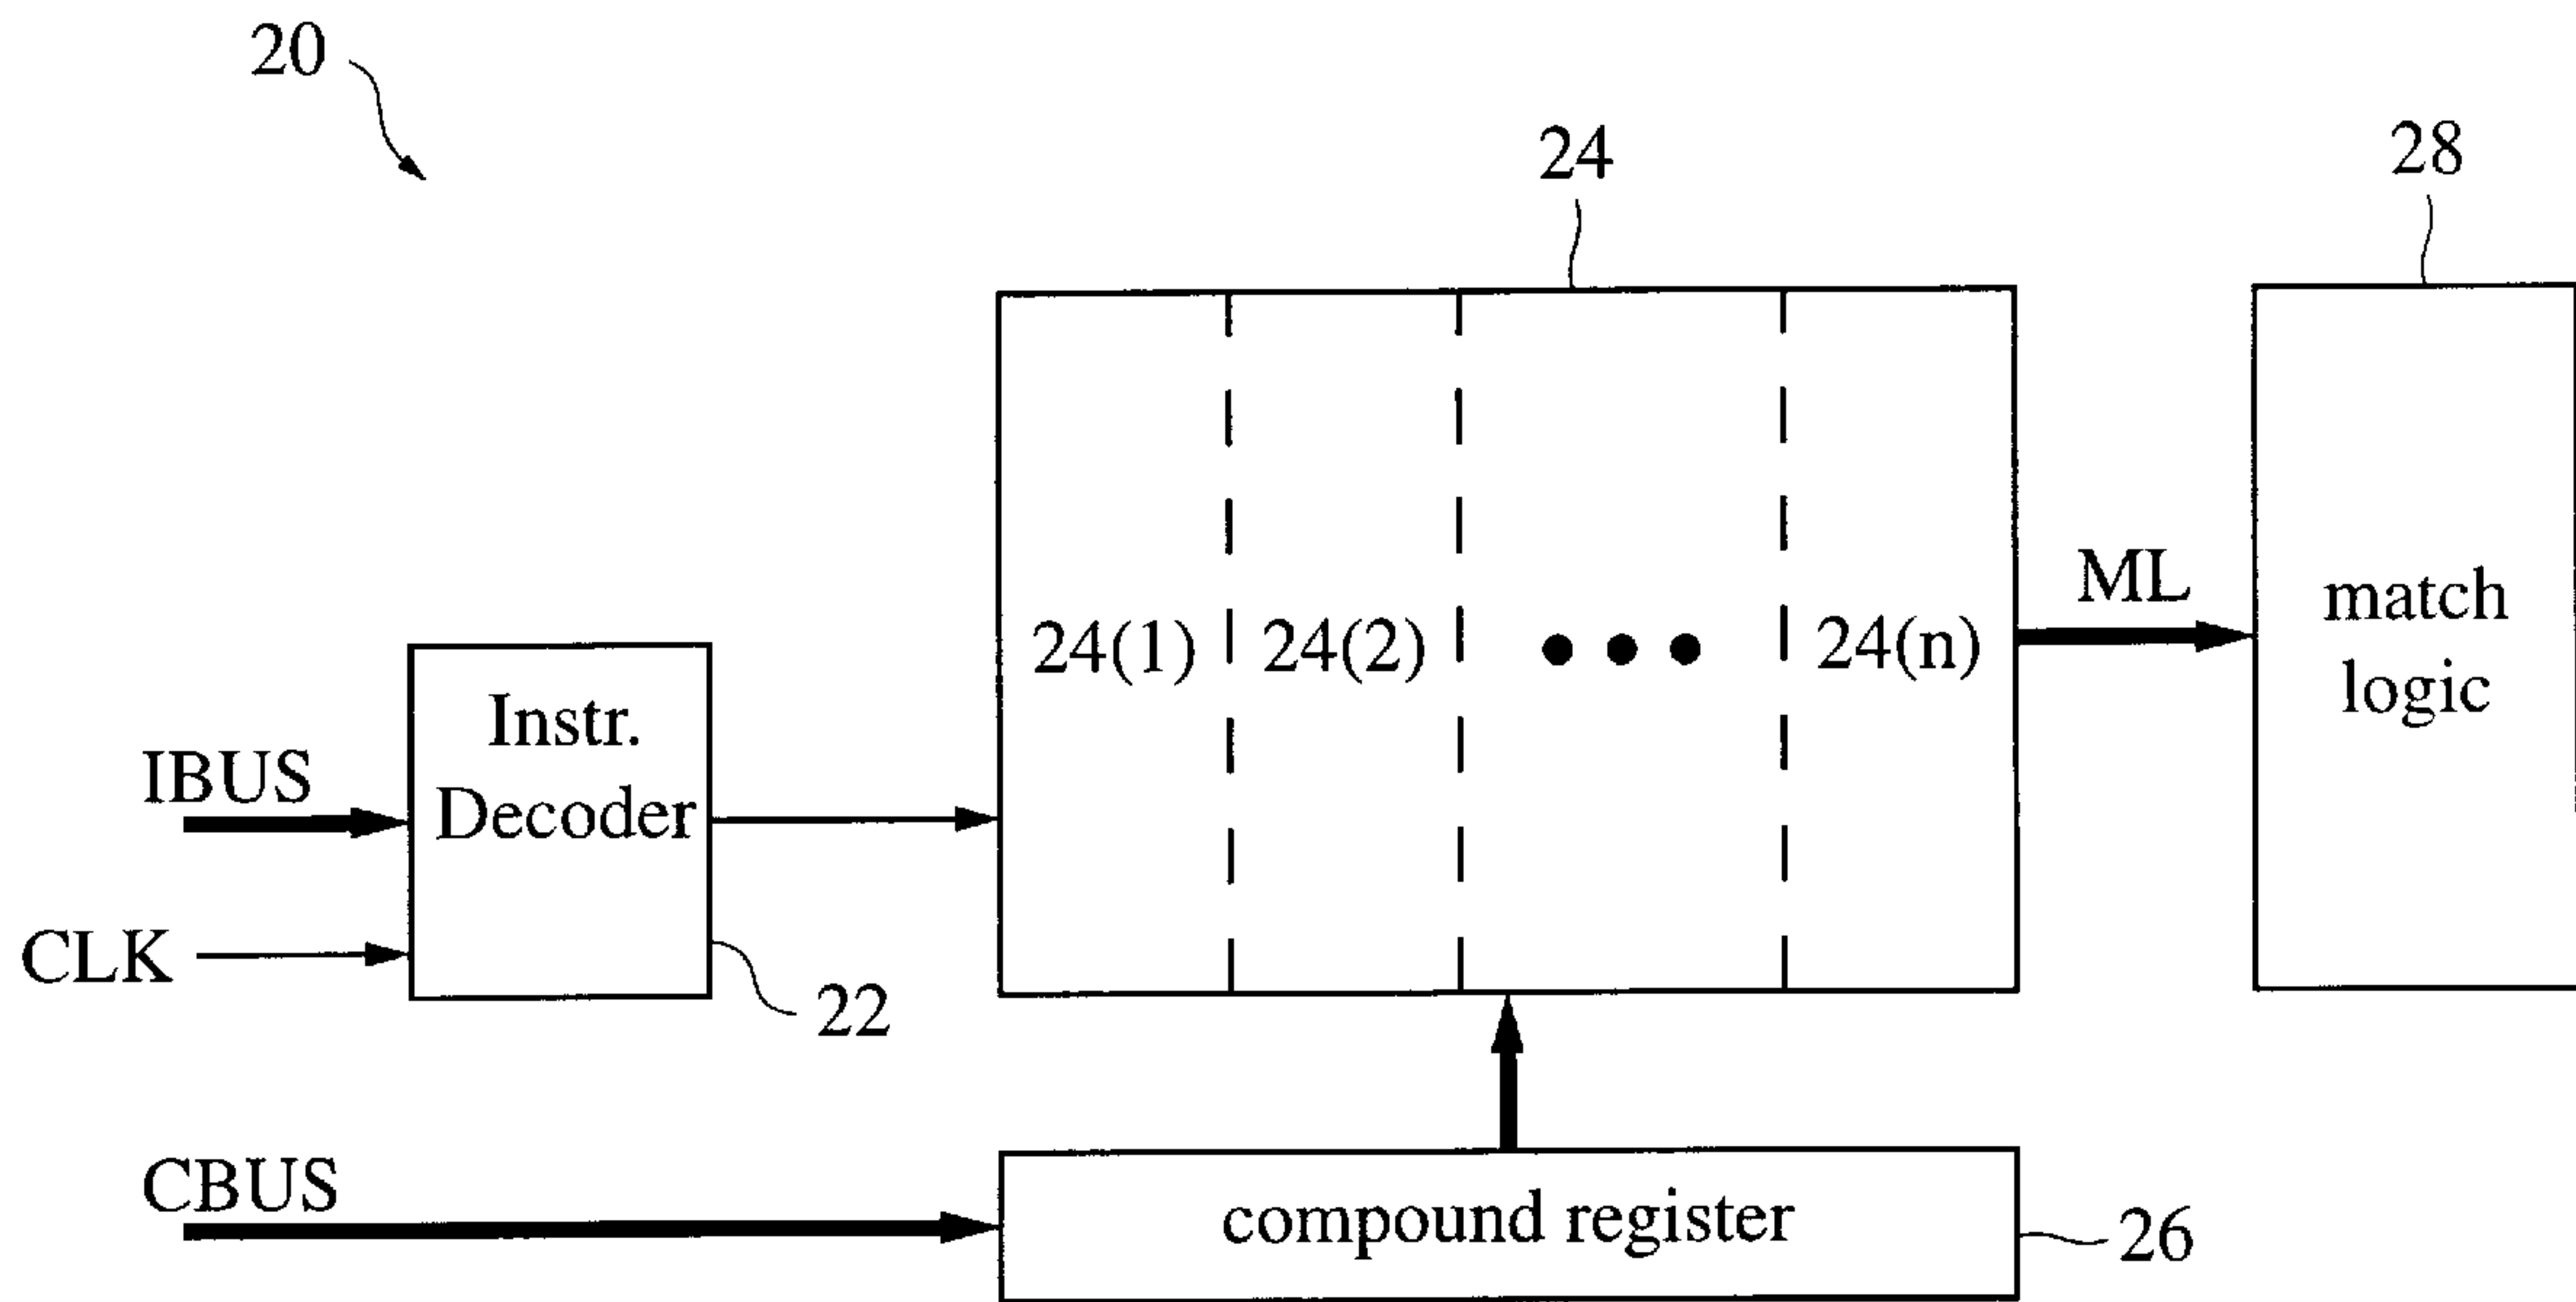 20
24
28
ML
24(1)
24(2)
24(n)
match
logic
Instr.
Decoder
IBUS
CLK
22
CBUS
compound register
26